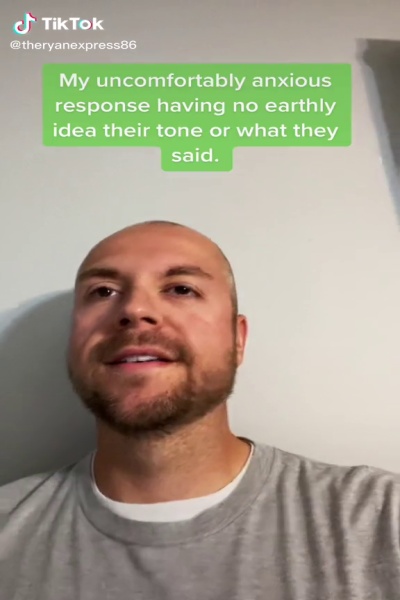 TikTok
@theryanexpress86
My uncomfortably anxious
response having no earthly
idea their tone or what they
said.